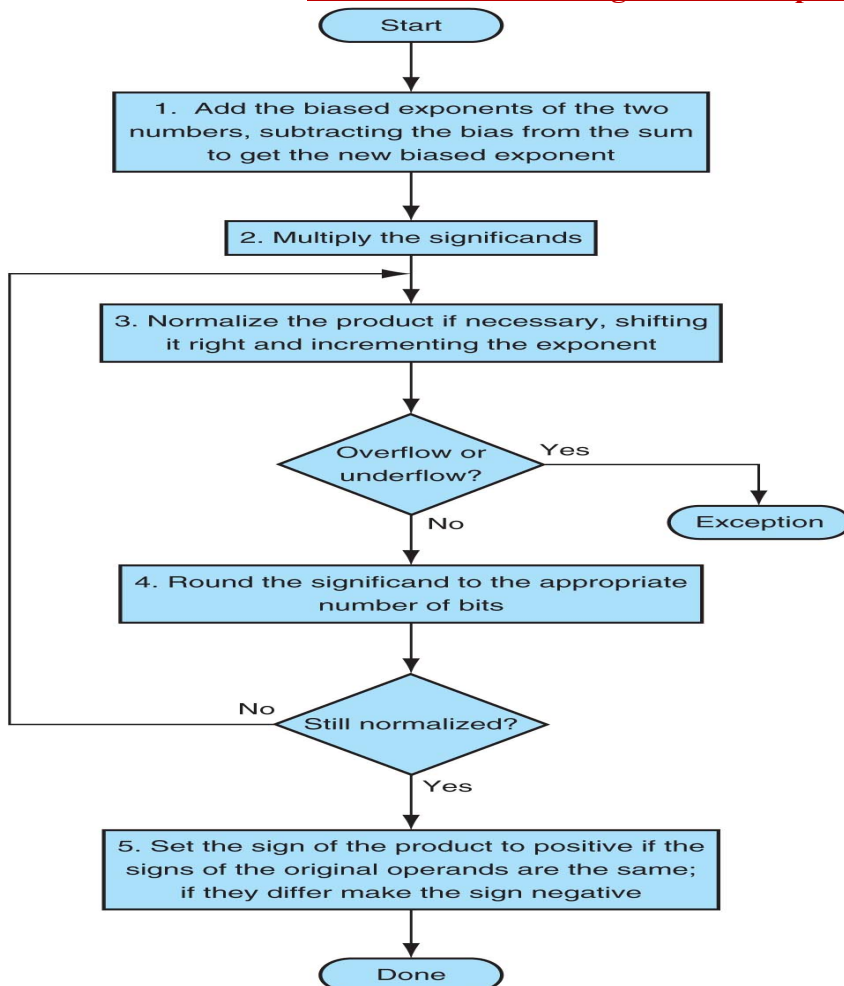 Start
1. Add the biased exponents of the two
numbers, subtracting the bias from the sum
to get the new biased exponent
2. Multiply the significands
3. Normalize the product if necessary, shifting
it right and incrementing the exponent
Overflow or
underflow?
Yes
Exception
No
4. Round the significand to the appropriate
number of bits
No
Still normalized?
Yes
5. Set the sign of the product to positive if the
signs of the original operands are the same;
if they differ make the sign negative
Done